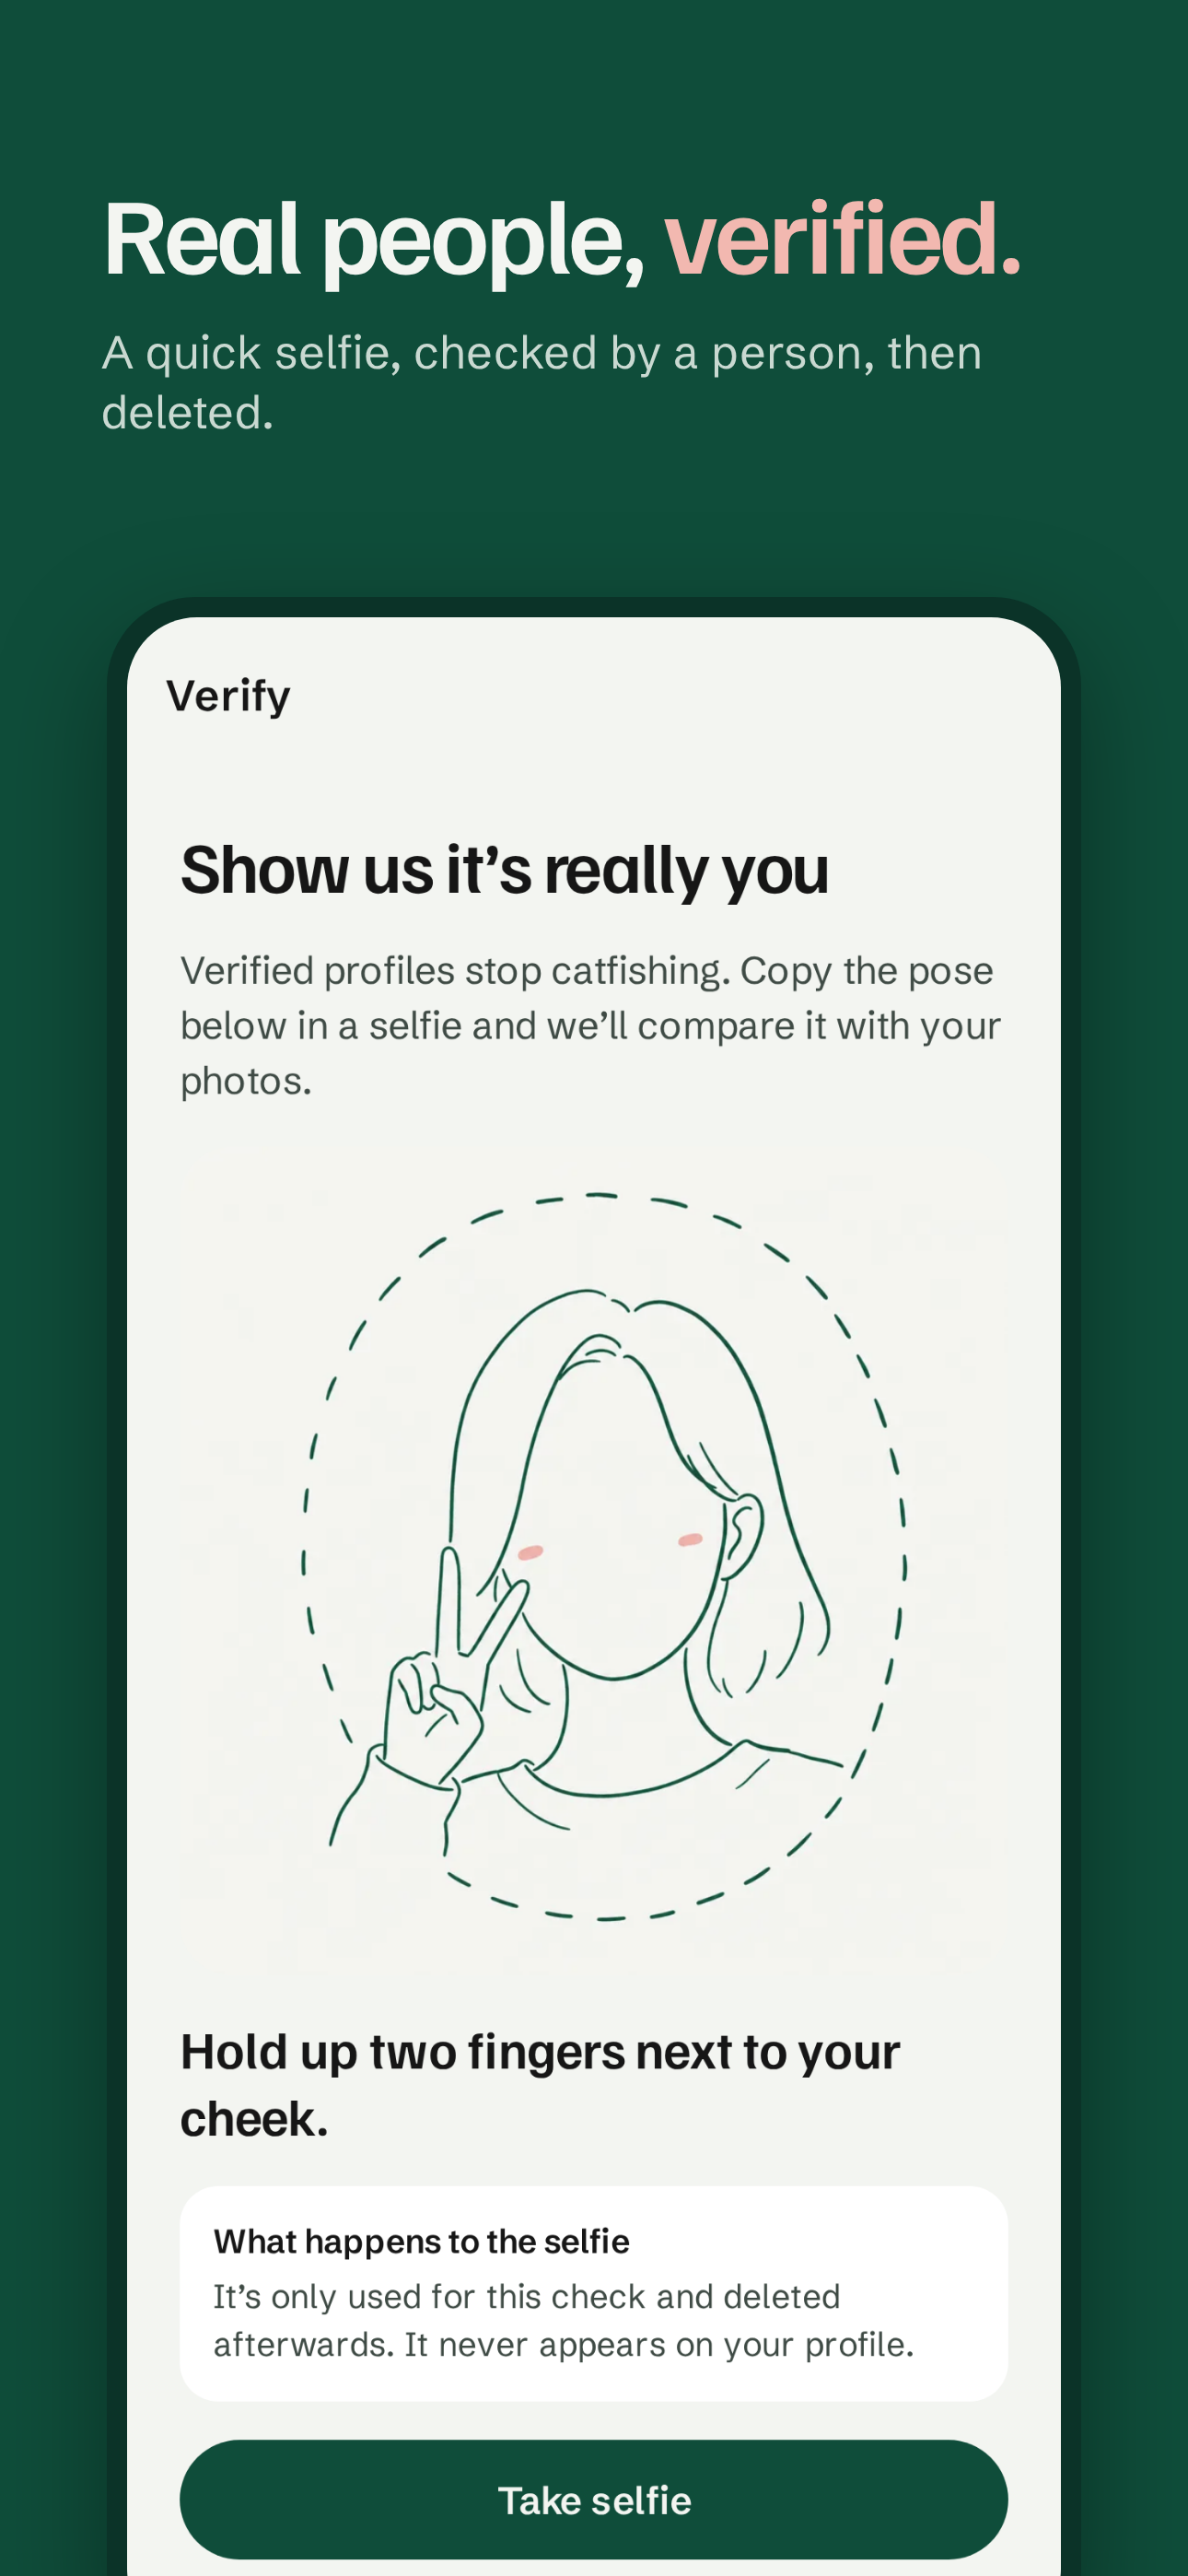 Real people, verified.
A quick selfie, checked by a person, then
deleted.
Verify
Show us it’s really you
Verified profiles stop catfishing. Copy the pose
below in a selfie and we’ll compare it with your
photos.
Hold up two fingers next to your
cheek.
What happens to the selfie
It’s only used for this check and deleted
afterwards. It never appears on your profile.
Take selfie